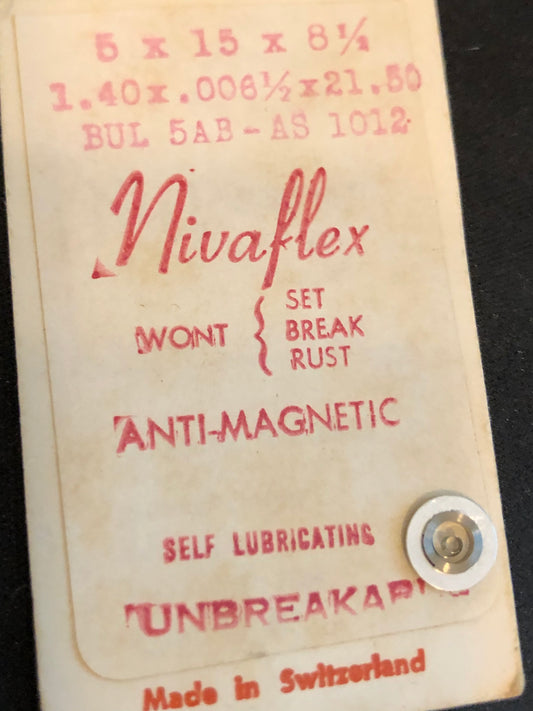 5 x 15 x 8½
1.40x.006½x21.50
BUL 5AB-AS 1012
Nivaflex
WONT { SET
BREAK
RUST
ANTI-MAGNETIC
SELF LUBRICATING
Made in Switzerland